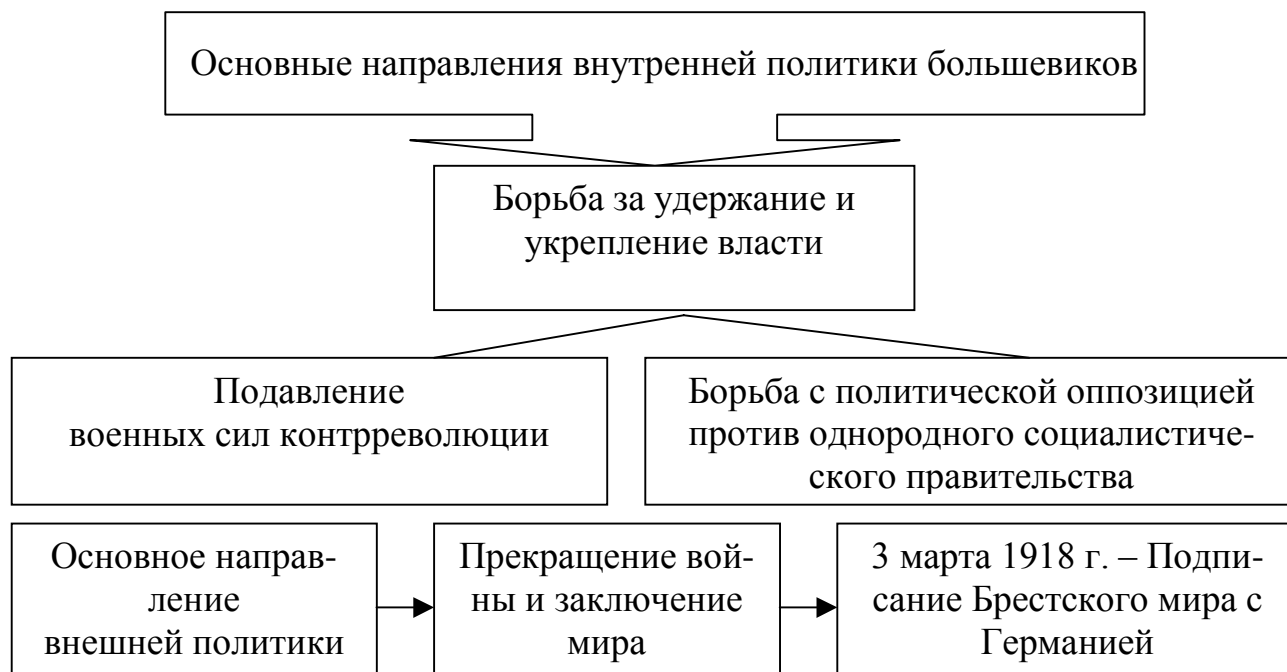 Основные направления внутренней политики большевиков
Борьба за удержание и
укрепление власти
Подавление
военных сил контрреволюции
Борьба с политической оппозицией
против однородного социалистиче-
ского правительства
Основное направ-
ление
внешней политики
Прекращение вой-
ны и заключение
мира
3 марта 1918 г. – Подпи-
сание Брестского мира с
Германией